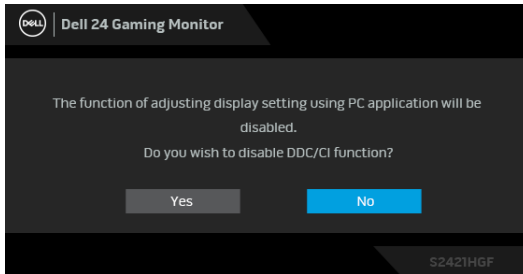 DELL
Dell 24 Gaming Monitor
The function of adjusting display setting using PC application will be
disabled.
Do you wish to disable DDC/CI function?
Yes
No
S2421HGF